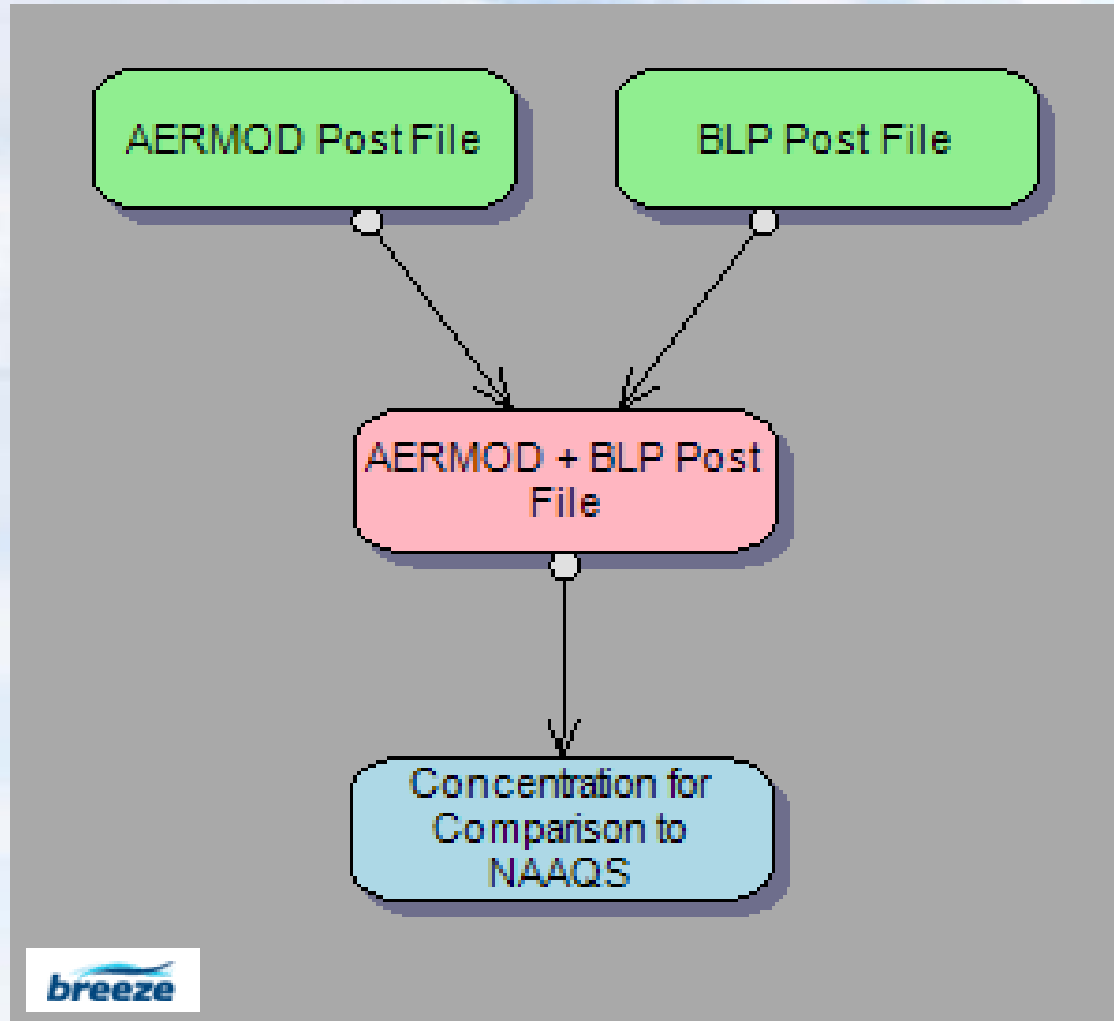 AERMOD Post File
BLP Post File
AERMOD + BLP Post
File
Concentration for
Comparison to
NAAQS
breeze